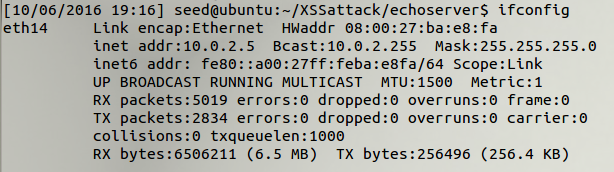 [10/06/2016 19:16] seed@ubuntu:~/XSSattack/echoserver$ ifconfig
eth14     Link encap:Ethernet  HWaddr 08:00:27:ba:e8:fa
          inet addr:10.0.2.5  Bcast:10.0.2.255  Mask:255.255.255.0
          inet6 addr: fe80::a00:27ff:feba:e8fa/64 Scope:Link
          UP BROADCAST RUNNING MULTICAST  MTU:1500  Metric:1
          RX packets:5019 errors:0 dropped:0 overruns:0 frame:0
          TX packets:2834 errors:0 dropped:0 overruns:0 carrier:0
          collisions:0 txqueuelen:1000
          RX bytes:6506211 (6.5 MB)  TX bytes:256496 (256.4 KB)